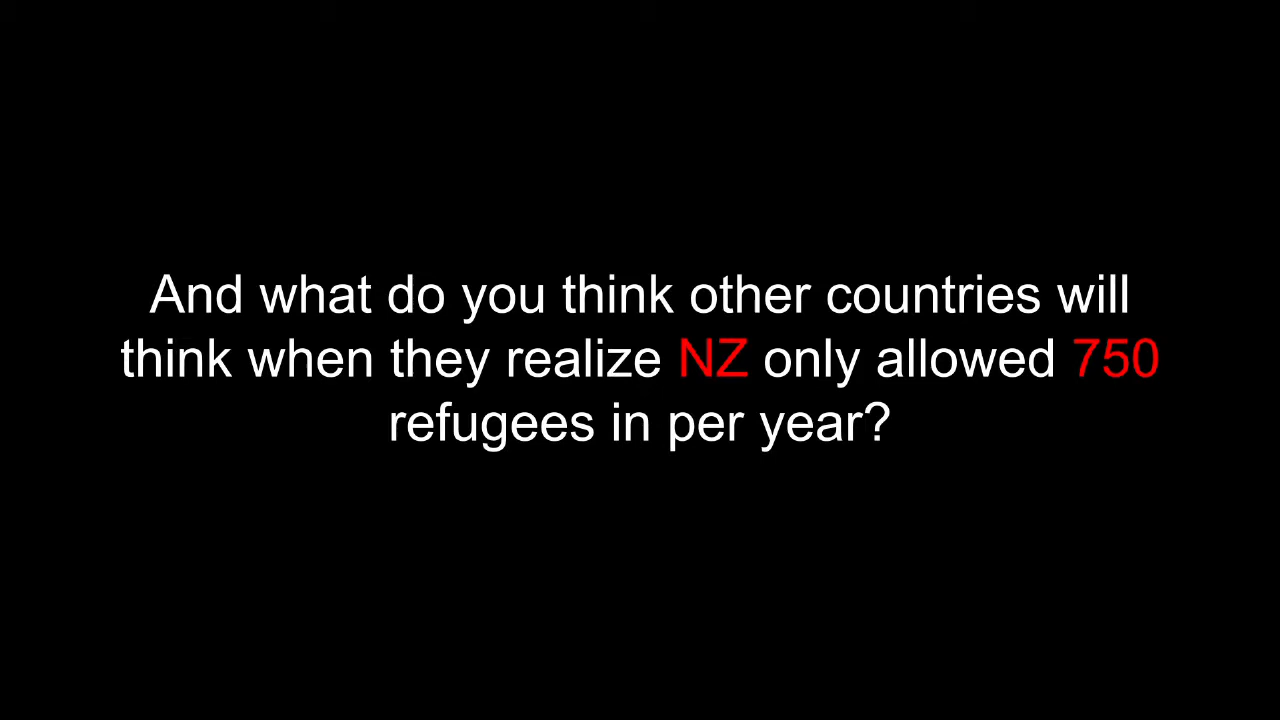 And what do you think other countries will
think when they realize NZ only allowed 750
refugees in per year?